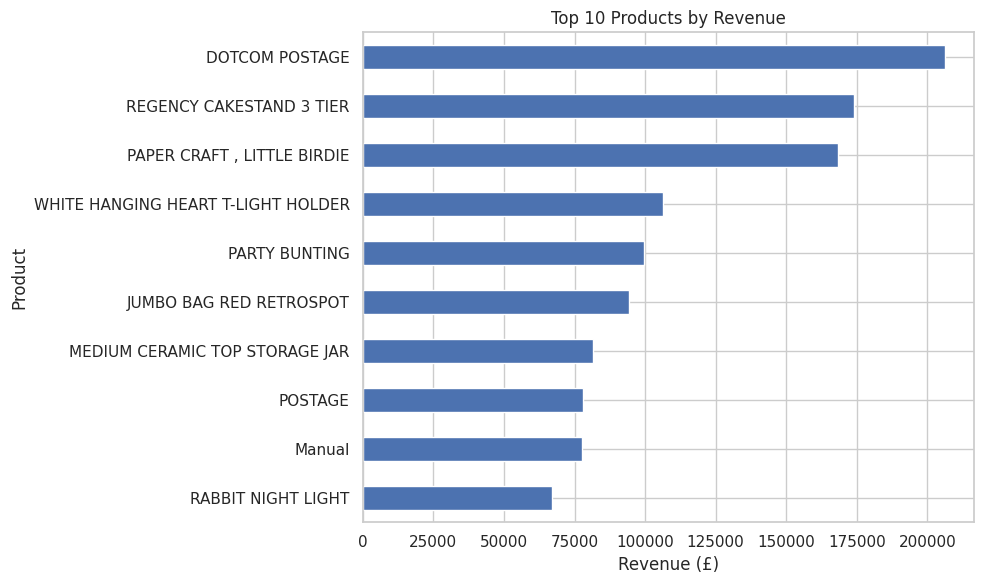 Top 10 Products by Revenue
Product
DOTCOM POSTAGE
REGENCY CAKESTAND 3 TIER
PAPER CRAFT , LITTLE BIRDIE
WHITE HANGING HEART T-LIGHT HOLDER
PARTY BUNTING
JUMBO BAG RED RETROSPOT
MEDIUM CERAMIC TOP STORAGE JAR
POSTAGE
Manual
RABBIT NIGHT LIGHT
0 25000 50000 75000 100000 125000 150000 175000 200000
Revenue (£)